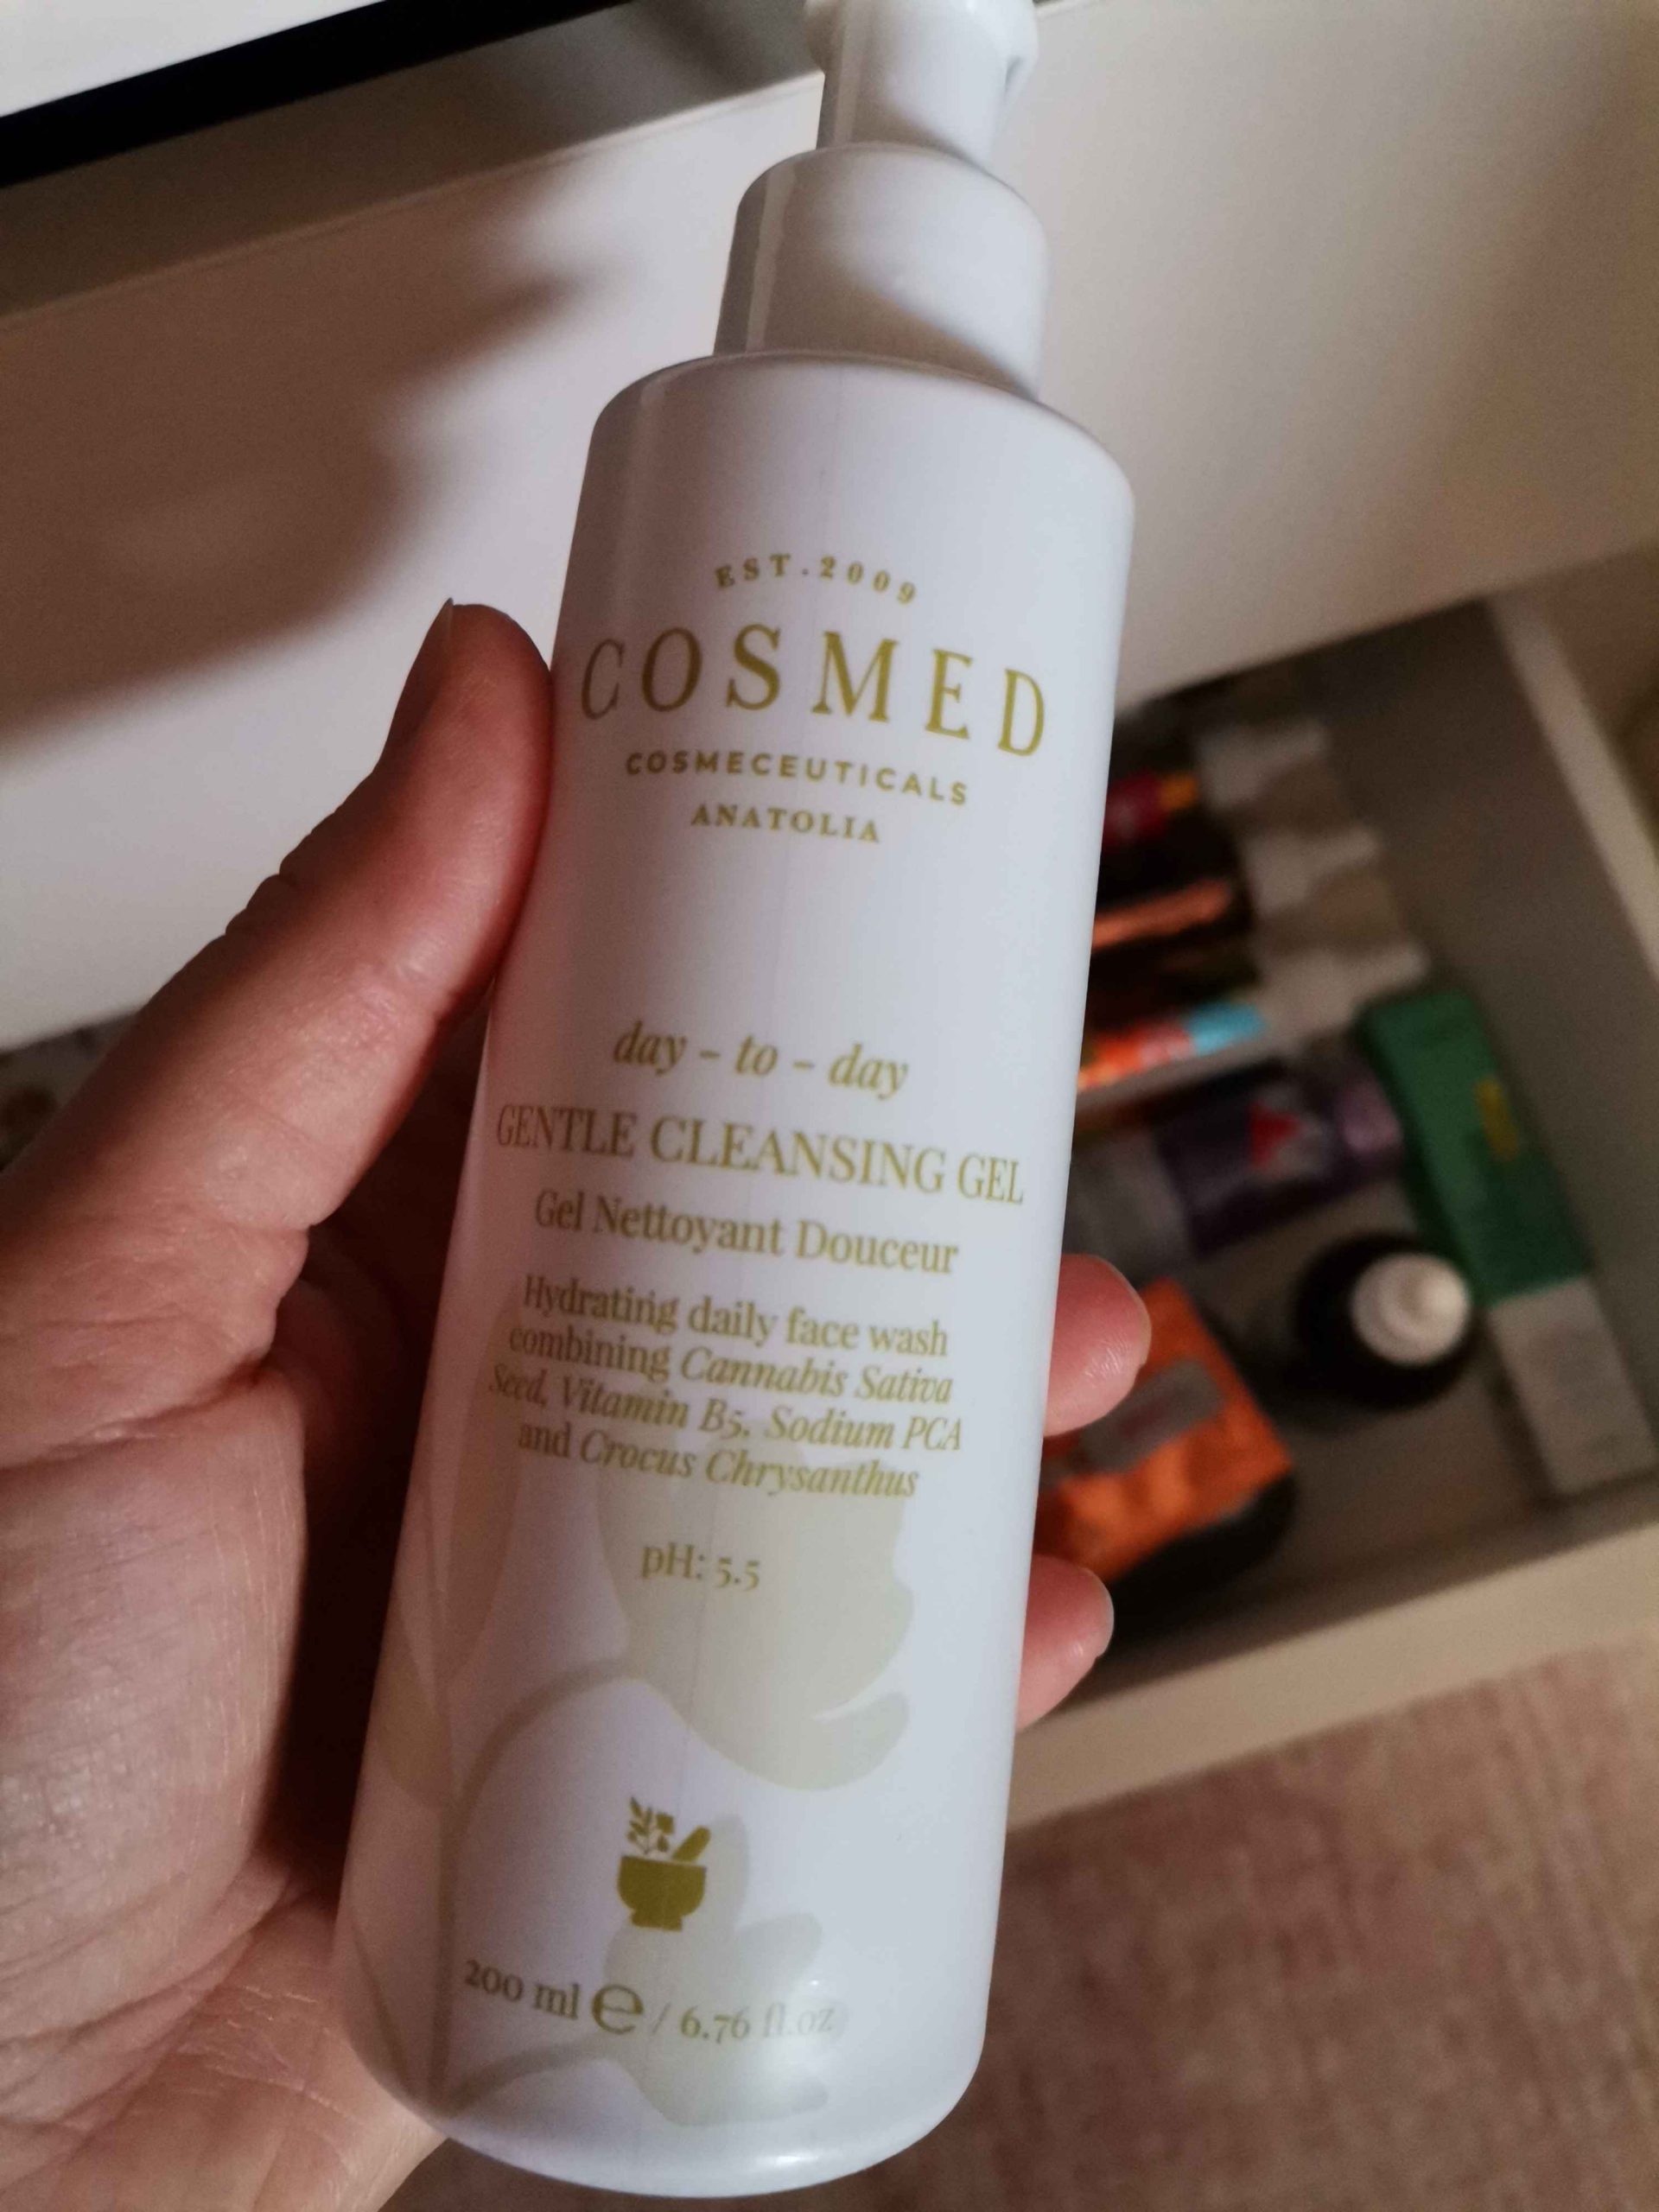 EST.2009
COSMED
COSMECEUTICALS
ANATOLIA
day - to - day
GENTLE CLEANSING GEL
Gel Nettoyant Douceur
Hydrating daily face wash
combining Cannabis Sativa
Seed, Vitamin B5, Sodium PCA
and Crocus Chrysanthus
pH: 5.5
200 ml ℮ / 6.76 fl.oz